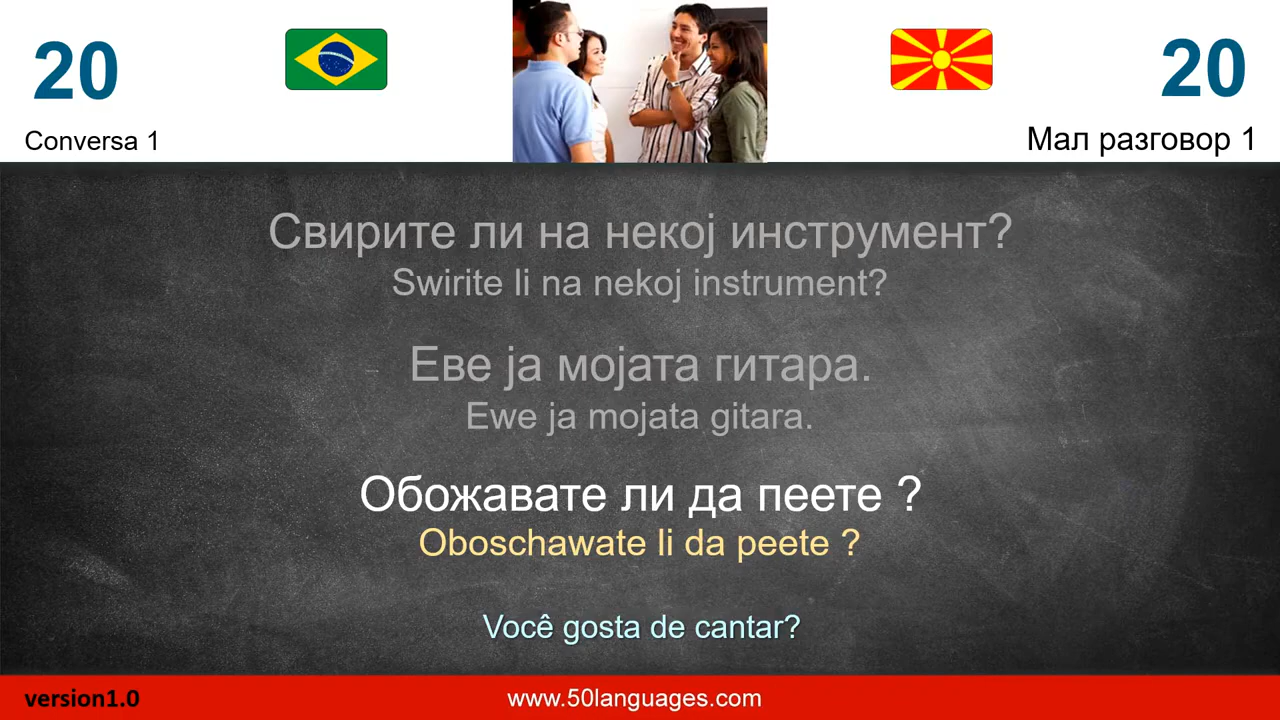 20
20
Conversa 1
Мал разговор 1
Свирите ли на некој инструмент?
Swirite li na nekoj instrument?
Еве ја мојата гитара.
Ewe ja mojata gitara.
Обожавате ли да пеете ?
Oboschawate li da peete ?
Você gosta de cantar?
version1.0
www.50languages.com